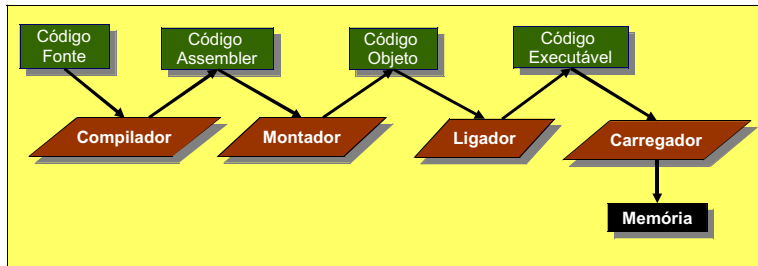 Código
Fonte
Código
Assembler
Código
Objeto
Código
Executável
Compilador
Montador
Ligador
Carregador
Memória